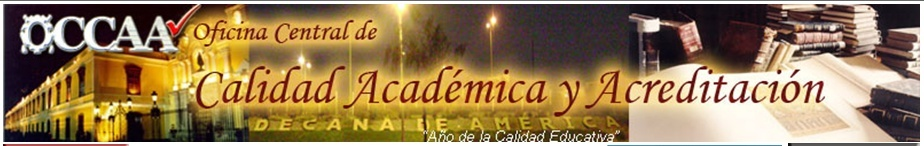 OCCAA
Oficina Central de
Calidad Académica y Acreditación
DECANA DE AMÉRICA
"Año de la Calidad Educativa"